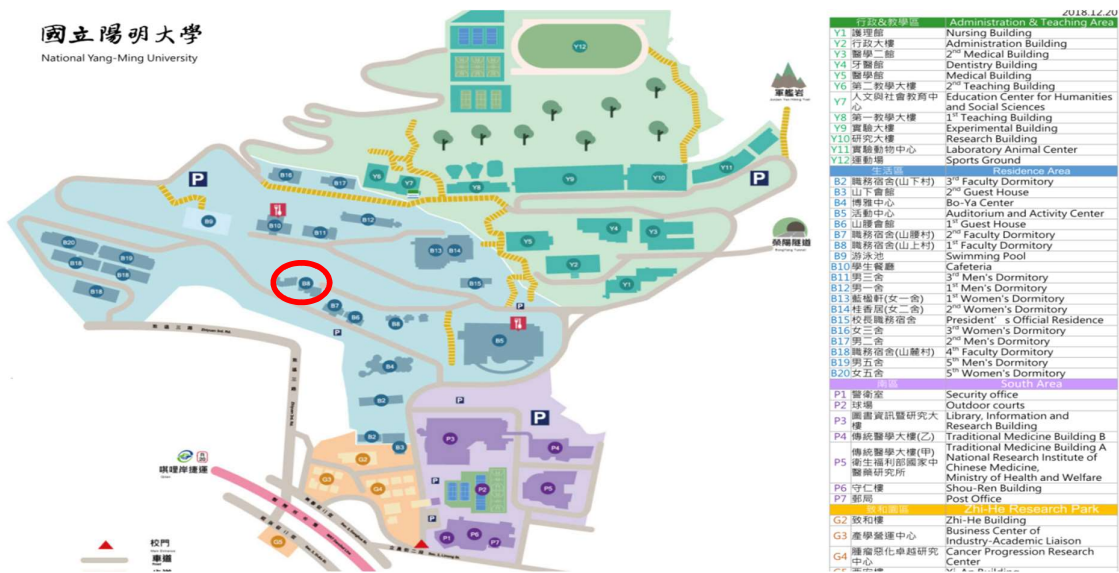 2018.12.20
國立陽明大學
National Yang-Ming University
軍艦岩
榮陽隧道
唭哩岸捷運
校門
車道
Y12
B16
B17
Y6
Y7
Y8
Y9
Y10
Y11
P
P
B9
B10
B11
B12
B13 B14
Y5
Y4
Y3
Y2
Y1
B20
B19
B18
B18
B18
B8
B7
B6
B8
B15
P
P
B5
B4
B2
P
P
B2
B3
P3
P4
P
P2
P5
P
P1
P6
P7
G2
G3
G4
G5
行政&教學區 Administration & Teaching Area
Y1 護理館 Nursing Building
Y2 行政大樓 Administration Building
Y3 醫學二館 2nd Medical Building
Y4 牙醫館 Dentistry Building
Y5 醫學館 Medical Building
Y6 第二教學大樓 2nd Teaching Building
Y7 人文與社會教育中心 Education Center for Humanities and Social Sciences
Y8 第一教學大樓 1st Teaching Building
Y9 實驗大樓 Experimental Building
Y10 研究大樓 Research Building
Y11 實驗動物中心 Laboratory Animal Center
Y12 運動場 Sports Ground
生活區 Residence Area
B2 職務宿舍(山下村) 3rd Faculty Dormitory
B3 山下會館 2nd Guest House
B4 博雅中心 Bo-Ya Center
B5 活動中心 Auditorium and Activity Center
B6 山腰會館 1st Guest House
B7 職務宿舍(山腰村) 2nd Faculty Dormitory
B8 職務宿舍(山上村) 1st Faculty Dormitory
B9 游泳池 Swimming Pool
B10 學生餐廳 Cafeteria
B11 男三舍 3rd Men's Dormitory
B12 男一舍 1st Men's Dormitory
B13 藍楹軒(女一舍) 1st Women's Dormitory
B14 桂香居(女二舍) 2nd Women's Dormitory
B15 校長職務宿舍 President's Official Residence
B16 女三舍 3rd Women's Dormitory
B17 男二舍 2nd Men's Dormitory
B18 職務宿舍(山麓村) 4th Faculty Dormitory
B19 男五舍 5th Men's Dormitory
B20 女五舍 5th Women's Dormitory
南區 South Area
P1 警衛室 Security office
P2 球場 Outdoor courts
P3 圖書資訊暨研究大樓 Library, Information and Research Building
P4 傳統醫學大樓(乙) Traditional Medicine Building B
P5 傳統醫學大樓(甲) 衛生福利部國家中醫藥研究所 Traditional Medicine Building A National Research Institute of Chinese Medicine, Ministry of Health and Welfare
P6 守仁樓 Shou-Ren Building
P7 郵局 Post Office
致和園區 Zhi-He Research Park
G2 致和樓 Zhi-He Building
G3 產學營運中心 Business Center of Industry-Academic Liaison
G4 腫瘤惡化卓越研究中心 Cancer Progression Research Center